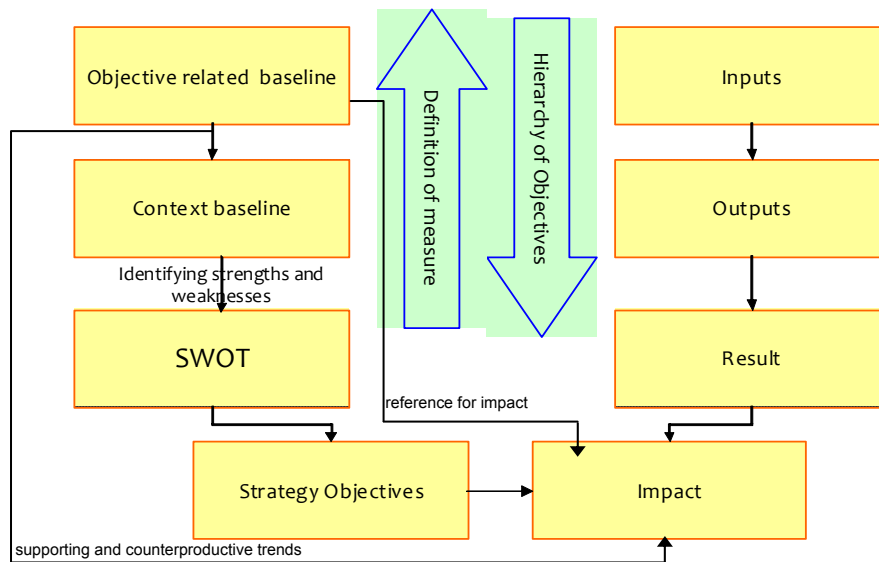 Objective related baseline
Definition of measure
Hierarchy of Objectives
Inputs
Context baseline
Outputs
Identifying strengths and
weaknesses
SWOT
Result
reference for impact
Strategy Objectives
Impact
supporting and counterproductive trends